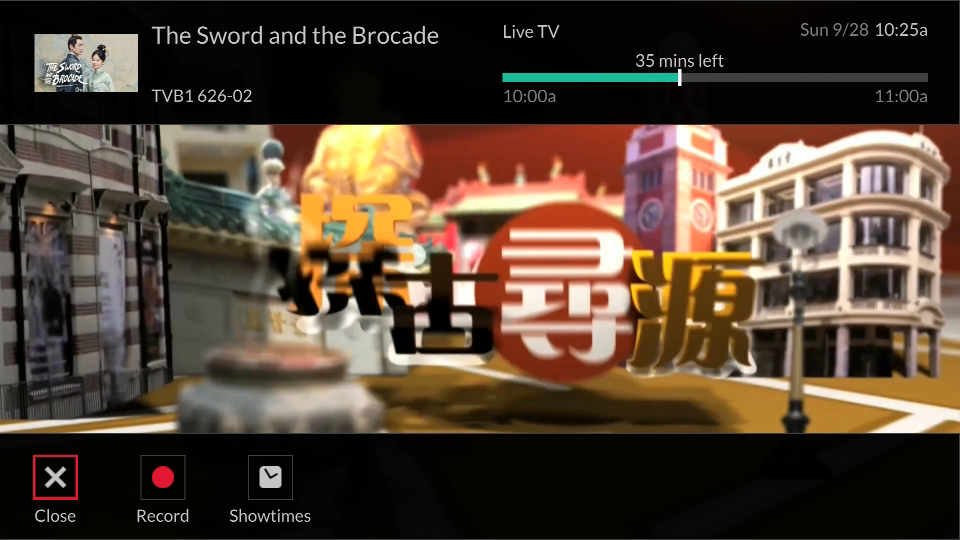 The Sword and the Brocade
TVB1 626-02
THE SWORD
AND THE
BROCADE
Live TV
Sun 9/28 10:25a
35 mins left
10:00a
11:00a
探古尋源
Close
Record
Showtimes